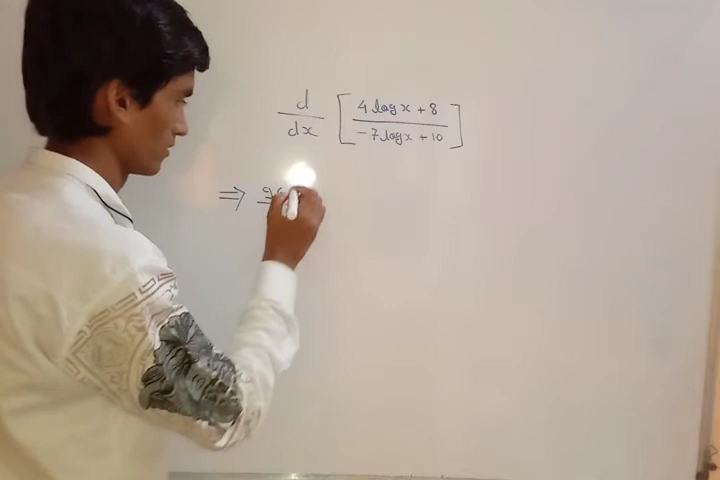 d/dx [4 log x + 8 / -7 log x + 10]
⇒